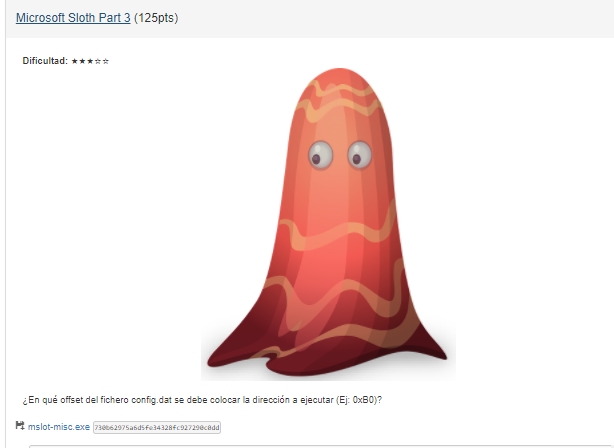 Microsoft Sloth Part 3 (125pts)
Dificultad: ★★★☆☆
¿En qué offset del fichero config.dat se debe colocar la dirección a ejecutar (Ej: 0xB0)?
mslot-misc.exe